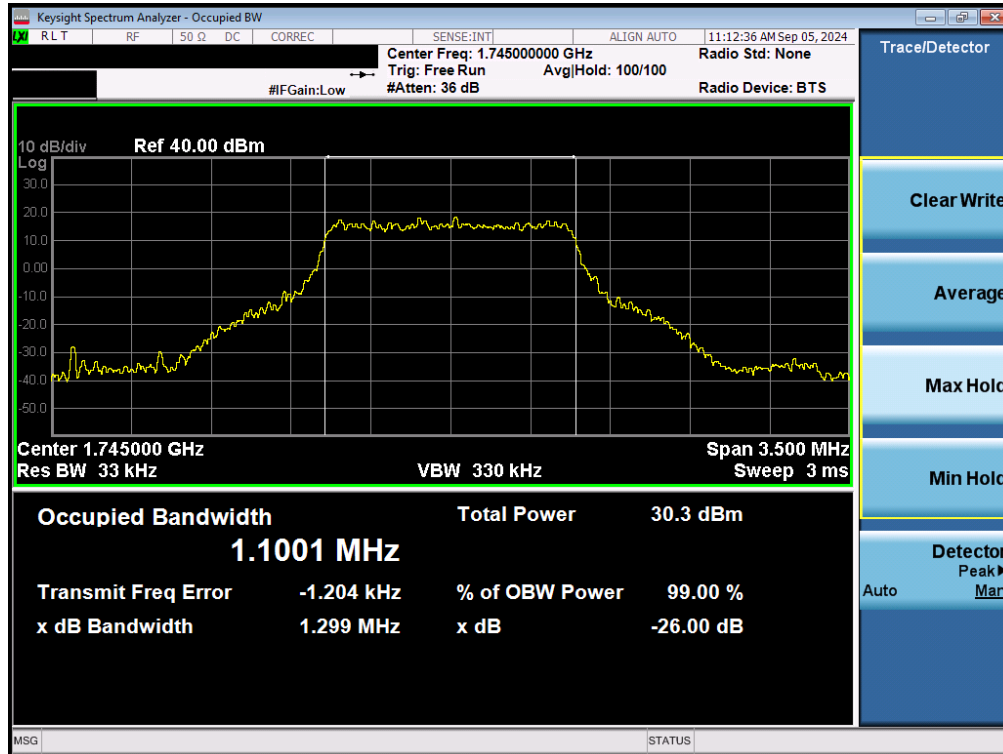 Keysight Spectrum Analyzer - Occupied BW
LXI RLT RF 50 Ω DC CORREC SENSE:INT ALIGN AUTO 11:12:36 AM Sep 05, 2024
Center Freq: 1.745000000 GHz Radio Std: None
Trig: Free Run Avg|Hold: 100/100
#IFGain:Low #Atten: 36 dB Radio Device: BTS
Trace/Detector
10 dB/div Ref 40.00 dBm
Log
30.0
20.0
10.0
0.00
-10.0
-20.0
-30.0
-40.0
-50.0
Center 1.745000 GHz Span 3.500 MHz
Res BW 33 kHz VBW 330 kHz Sweep 3 ms
Occupied Bandwidth Total Power 30.3 dBm
1.1001 MHz
Transmit Freq Error -1.204 kHz % of OBW Power 99.00 %
x dB Bandwidth 1.299 MHz x dB -26.00 dB
Clear Write
Average
Max Hold
Min Hold
Detector
Peak▶
Auto Man
MSG STATUS